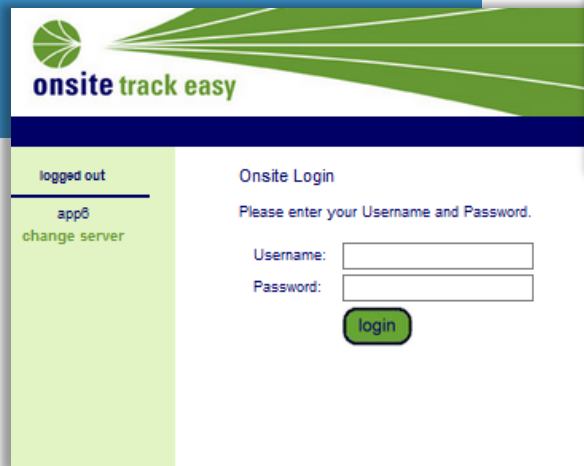 onsite track easy
logged out
app6
change server
Onsite Login
Please enter your Username and Password.
Username:
Password:
login